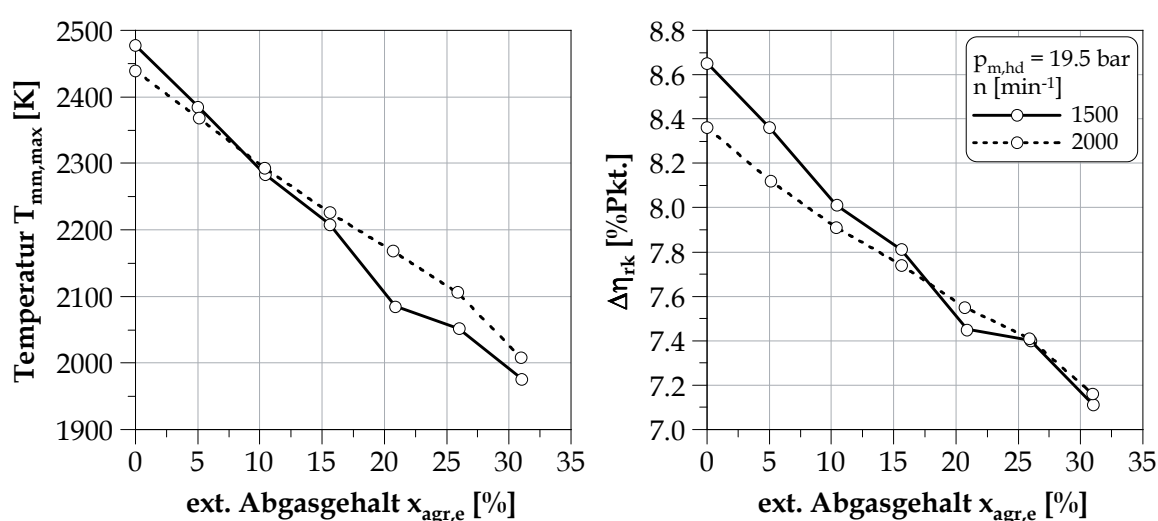 2500
2400
2300
2200
2100
2000
1900
Temperatur T_mm,max [K]
0 5 10 15 20 25 30 35
ext. Abgasgehalt x_agr,e [%]
8.8
8.6
8.4
8.2
8.0
7.8
7.6
7.4
7.2
7.0
Δη_rk [%Pkt.]
p_m,hd = 19.5 bar
n [min⁻¹]
1500
2000
0 5 10 15 20 25 30 35
ext. Abgasgehalt x_agr,e [%]